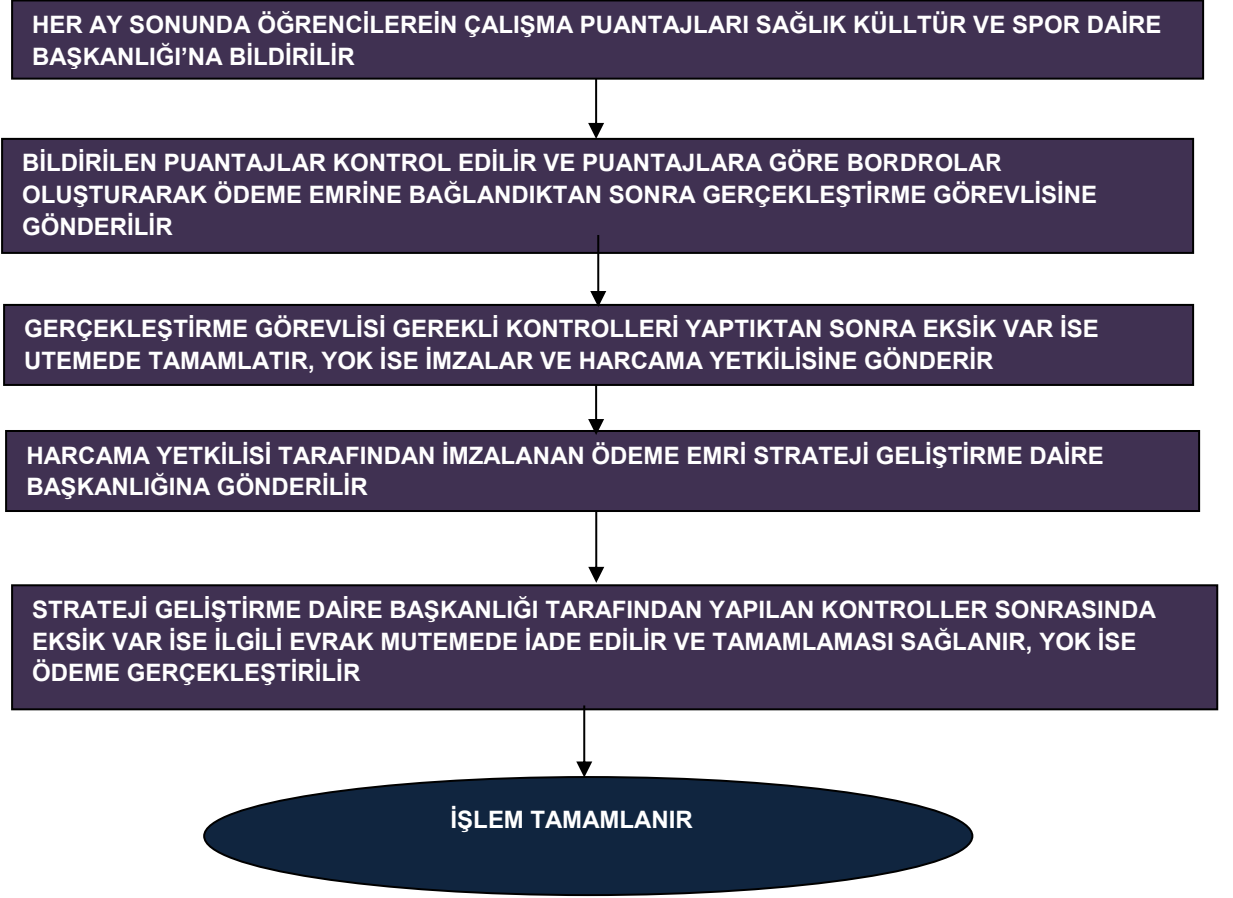 HER AY SONUNDA ÖĞRENCİLEREİN ÇALIŞMA PUANTAJLARI SAĞLIK KÜLLTÜR VE SPOR DAİRE
BAŞKANLIĞI’NA BİLDİRİLİR
BİLDİRİLEN PUANTAJLAR KONTROL EDİLİR VE PUANTAJLARA GÖRE BORDROLAR
OLUŞTURARAK ÖDEME EMRİNE BAĞLANDIKTAN SONRA GERÇEKLEŞTİRME GÖREVLİSİNE
GÖNDERİLİR
GERÇEKLEŞTİRME GÖREVLİSİ GEREKLİ KONTROLLERİ YAPTIKTAN SONRA EKSİK VAR İSE
UTEMEDE TAMAMLATIR, YOK İSE İMZALAR VE HARCAMA YETKİLİSİNE GÖNDERİR
HARCAMA YETKİLİSİ TARAFINDAN İMZALANAN ÖDEME EMRİ STRATEJİ GELİŞTİRME DAİRE
BAŞKANLIĞINA GÖNDERİLİR
STRATEJİ GELİŞTİRME DAİRE BAŞKANLIĞI TARAFINDAN YAPILAN KONTROLLER SONRASINDA
EKSİK VAR İSE İLGİLİ EVRAK MUTEMEDE İADE EDİLİR VE TAMAMLAMASI SAĞLANIR, YOK İSE
ÖDEME GERÇEKLEŞTİRİLİR
İŞLEM TAMAMLANIR